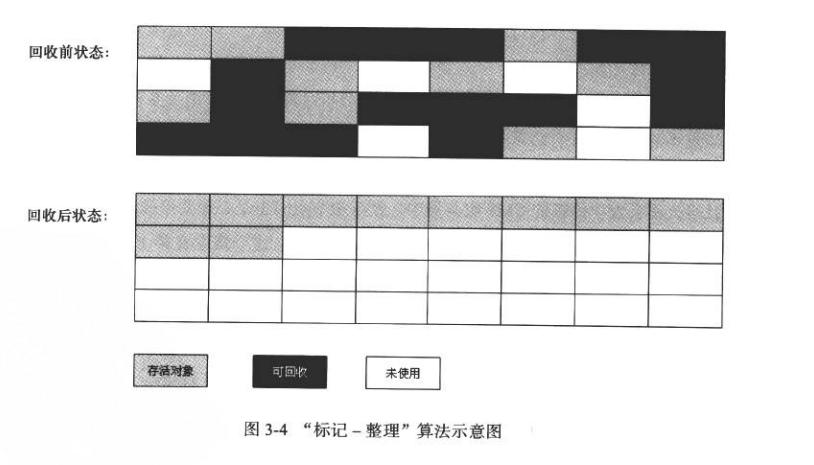 回收前状态:
回收后状态:
存活对象
可回收
未使用
图 3-4 “标记 – 整理”算法示意图